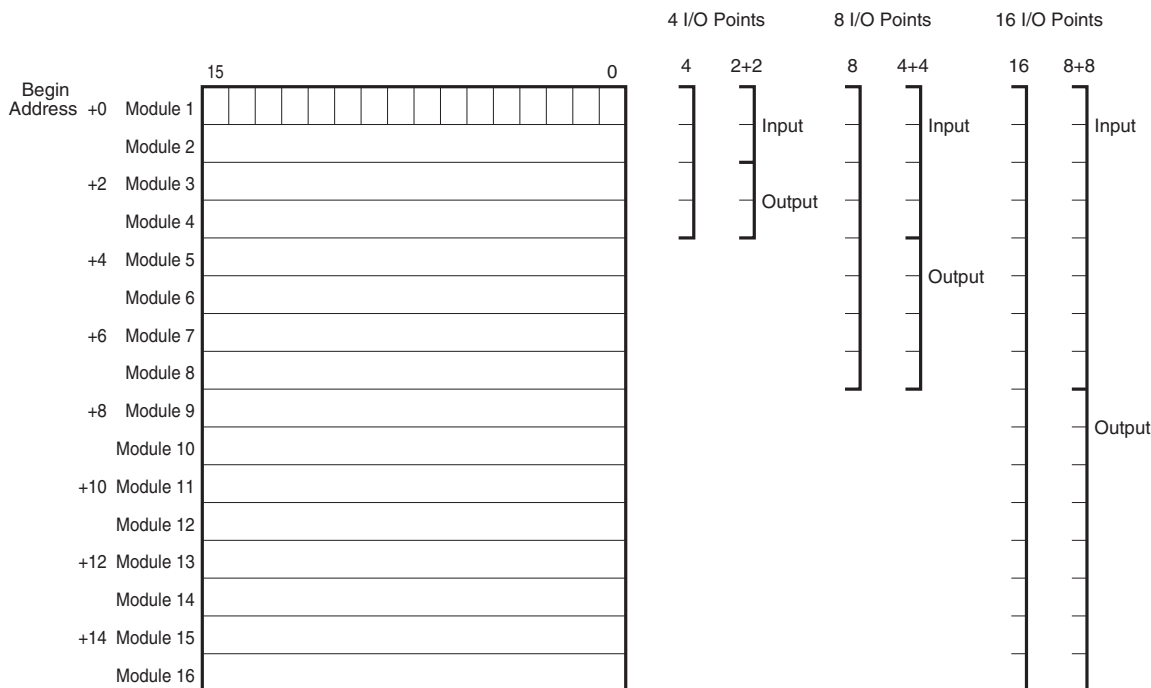 4 I/O Points 8 I/O Points 16 I/O Points
15 0 4 2+2 8 4+4 16 8+8
Begin
Address +0 Module 1
Input Input Input
Module 2
+2 Module 3
Output
Module 4
+4 Module 5
Output
Module 6
+6 Module 7
Module 8
+8 Module 9
Output
Module 10
+10 Module 11
Module 12
+12 Module 13
Module 14
+14 Module 15
Module 16